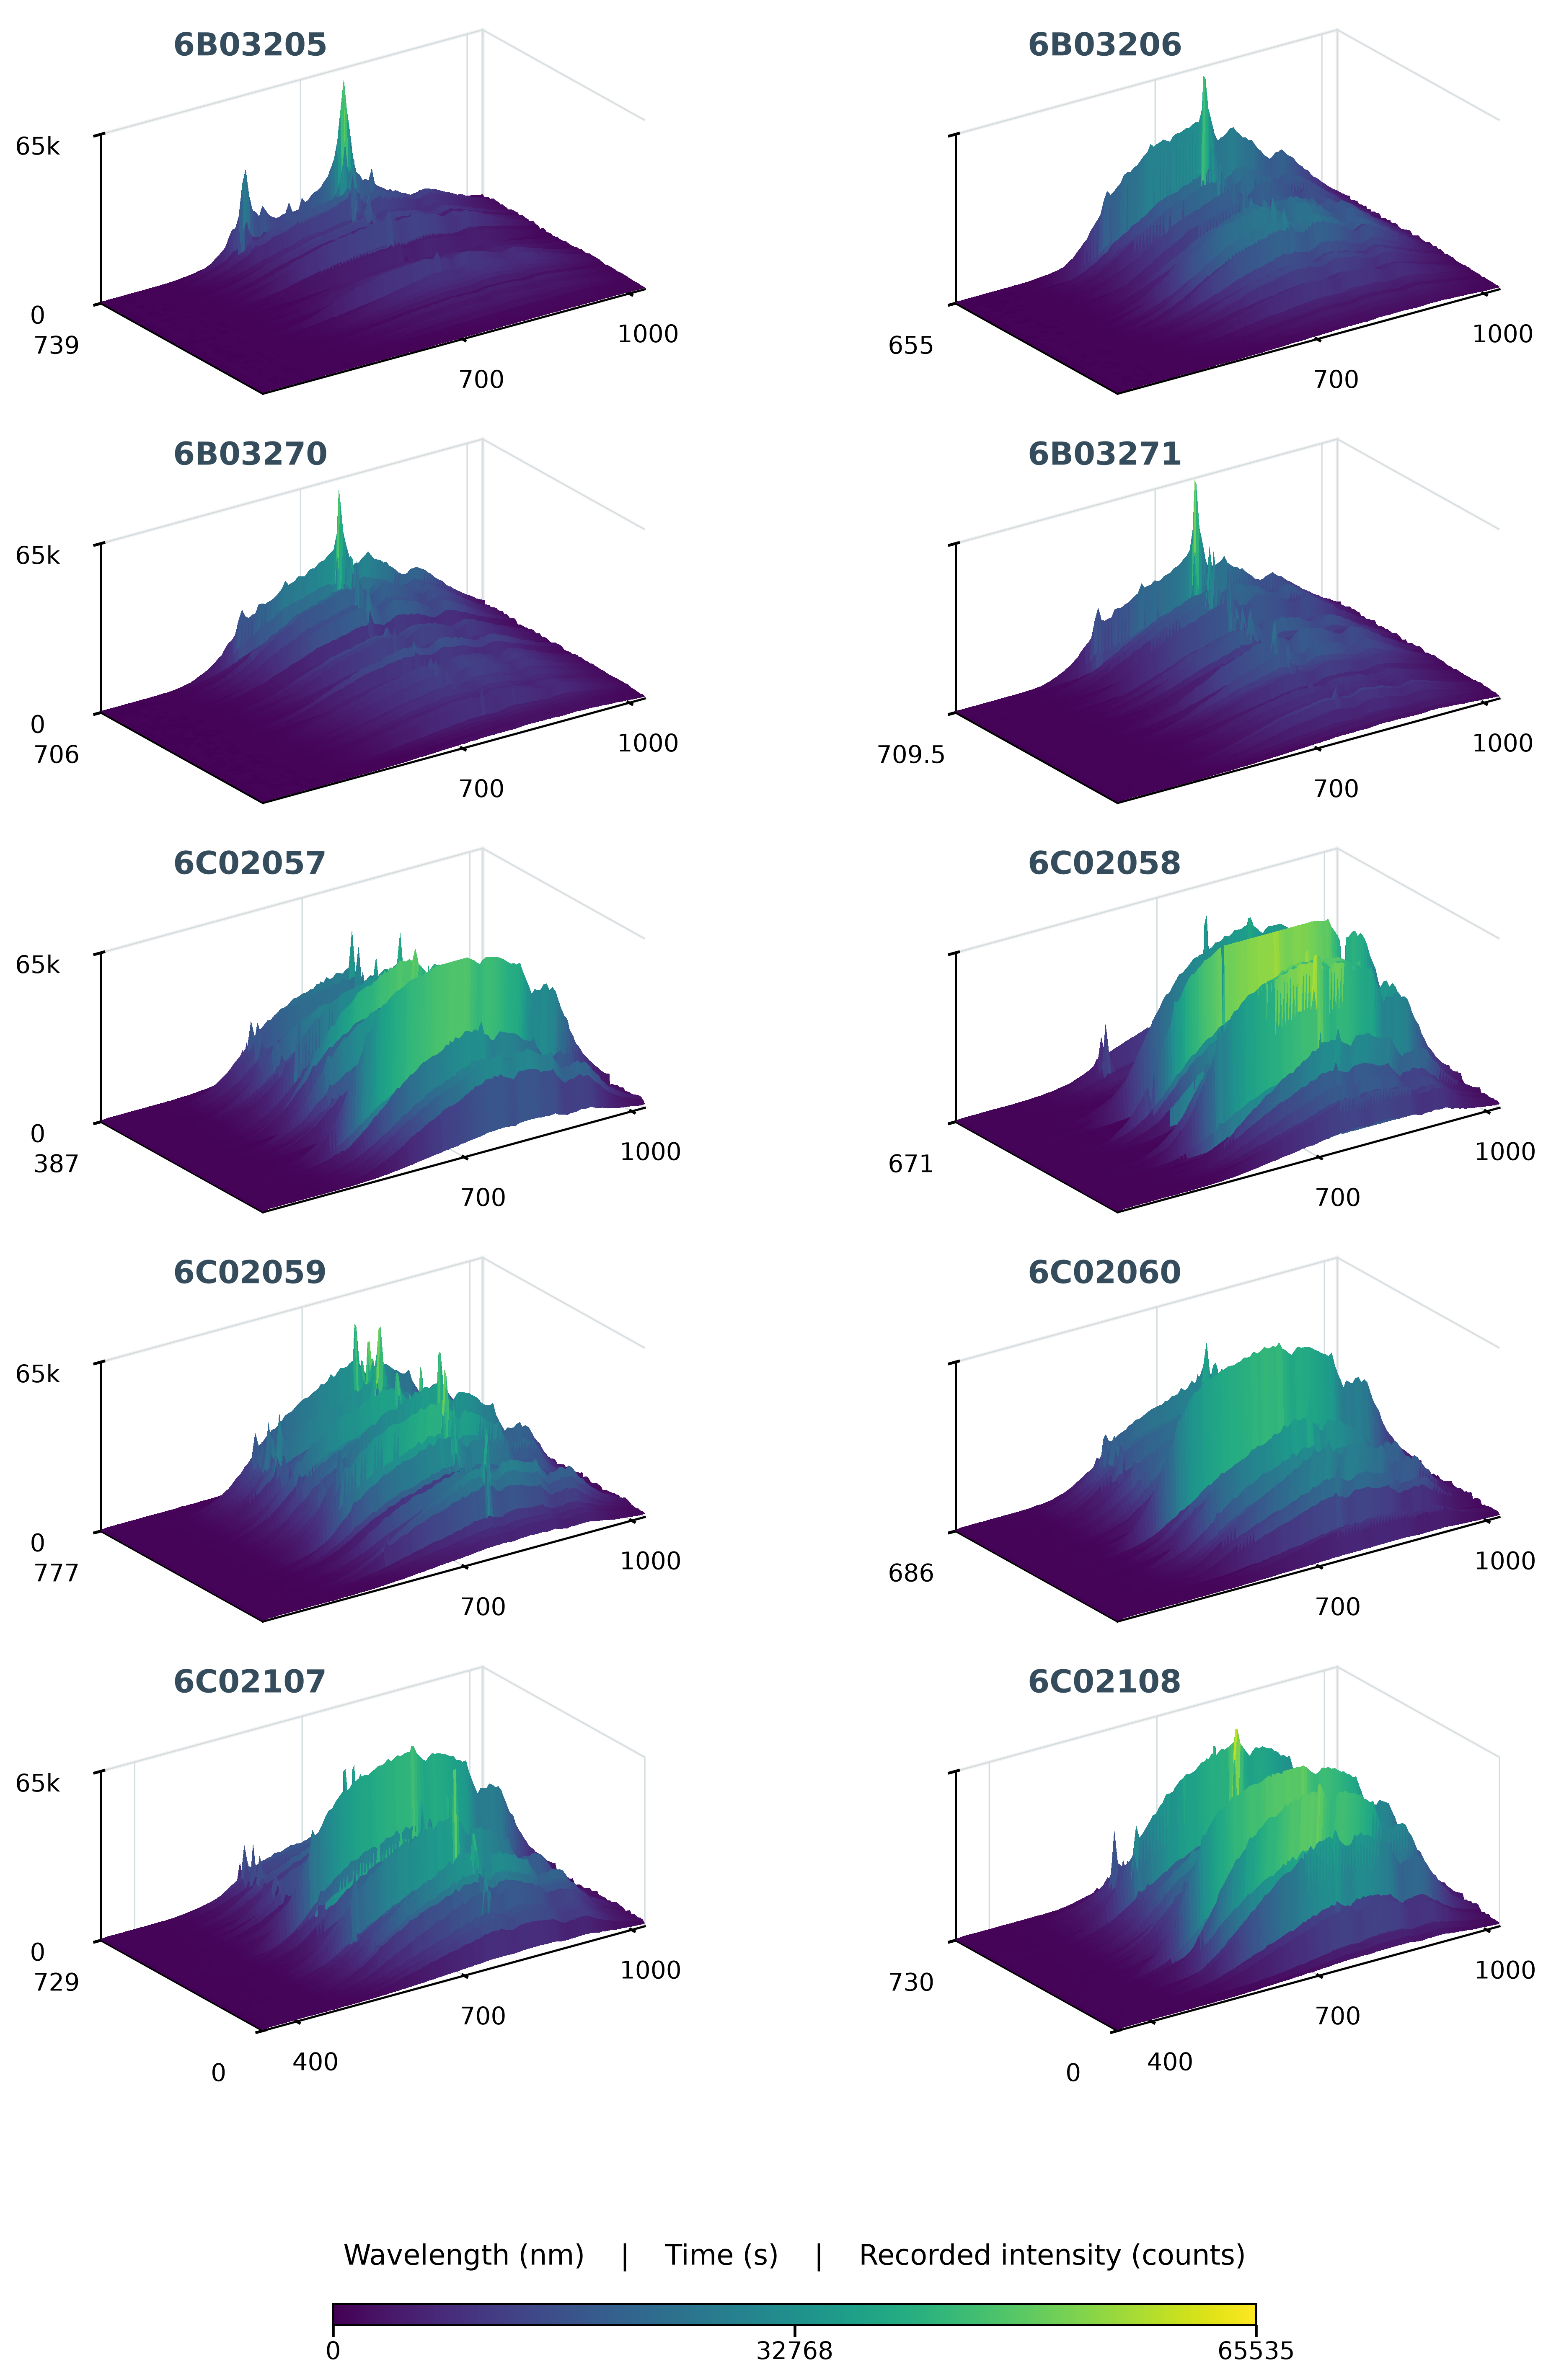 6B03205 6B03206
65k
0
739 655
700 1000 700 1000
6B03270 6B03271
65k
0
706 709.5
700 1000 700 1000
6C02057 6C02058
65k
0
387 671
700 1000 700 1000
6C02059 6C02060
65k
0
777 686
700 1000 700 1000
6C02107 6C02108
65k
0
729 730
0 400 700 1000 0 400 700 1000
Wavelength (nm) | Time (s) | Recorded intensity (counts)
0 32768 65535